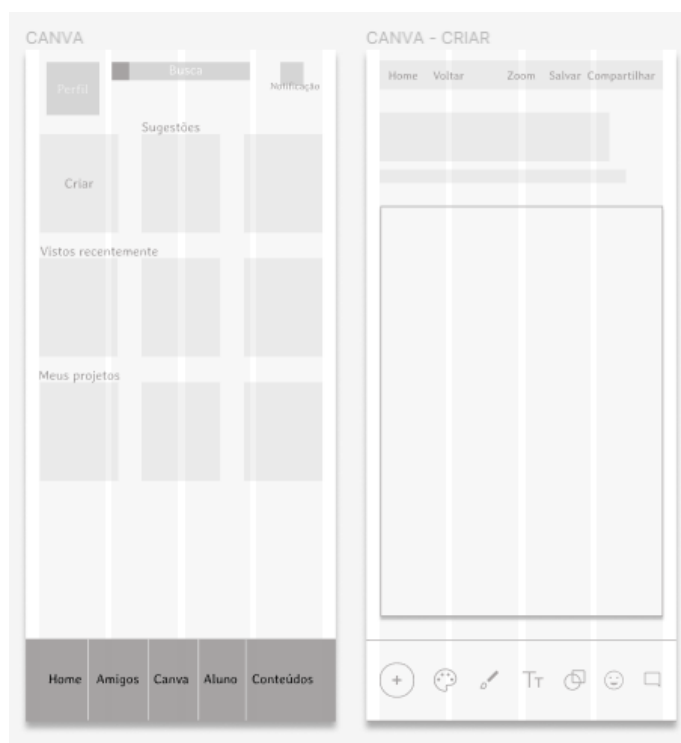 CANVA
Perfil
Busca
Notificação
Sugestões
Criar
Vistos recentemente
Meus projetos
Home Amigos Canva Aluno Conteúdos
CANVA - CRIAR
Home Voltar Zoom Salvar Compartilhar
TT